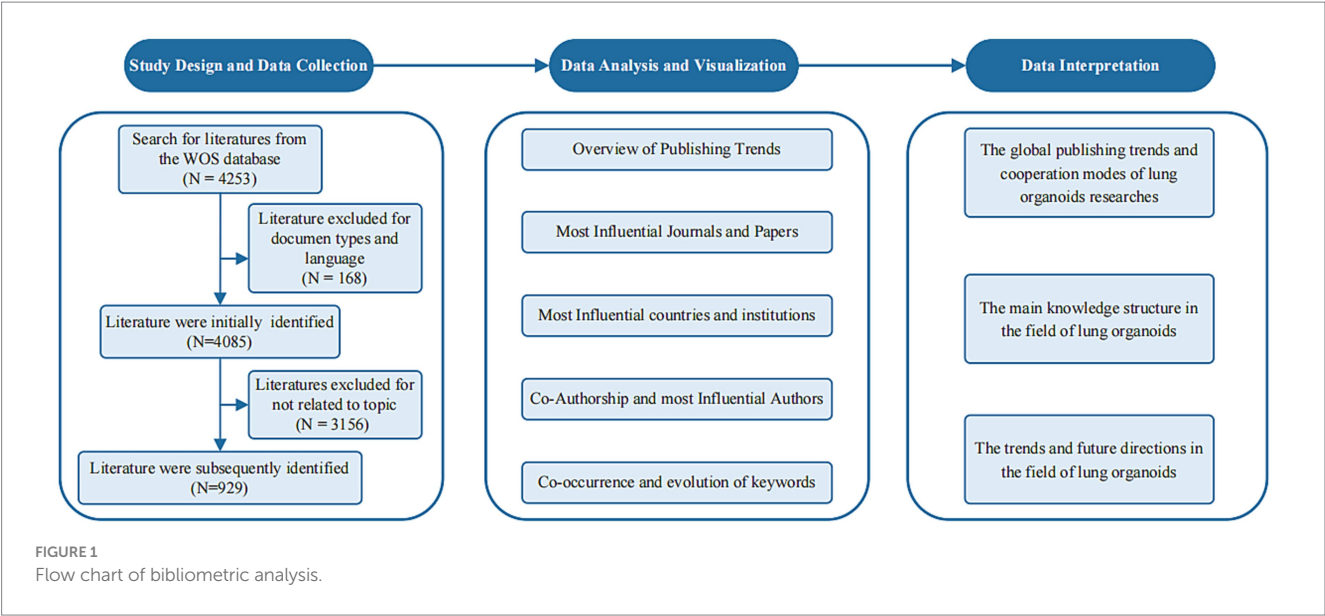 Study Design and Data Collection
Data Analysis and Visualization
Data Interpretation
Search for literatures from
the WOS database
(N = 4253)
Literature excluded for
documen types and
language
(N = 168)
Literature were initially identified
(N=4085)
Literatures excluded for
not related to topic
(N = 3156)
Literature were subsequently identified
(N=929)
Overview of Publishing Trends
Most Influential Journals and Papers
Most Influential countries and institutions
Co-Authorship and most Influential Authors
Co-occurrence and evolution of keywords
The global publishing trends and
cooperation modes of lung
organoids researches
The main knowledge structure in
the field of lung organoids
The trends and future directions in
the field of lung organoids
FIGURE 1
Flow chart of bibliometric analysis.